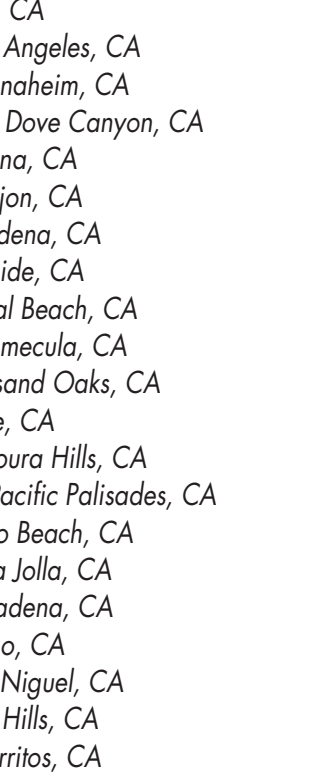 , CA
Angeles, CA
naheim, CA
Dove Canyon, CA
na, CA
jon, CA
dena, CA
ide, CA
al Beach, CA
mecula, CA
sand Oaks, CA
e, CA
oura Hills, CA
Pacific Palisades, CA
o Beach, CA
a Jolla, CA
adena, CA
o, CA
Niguel, CA
Hills, CA
rritos, CA